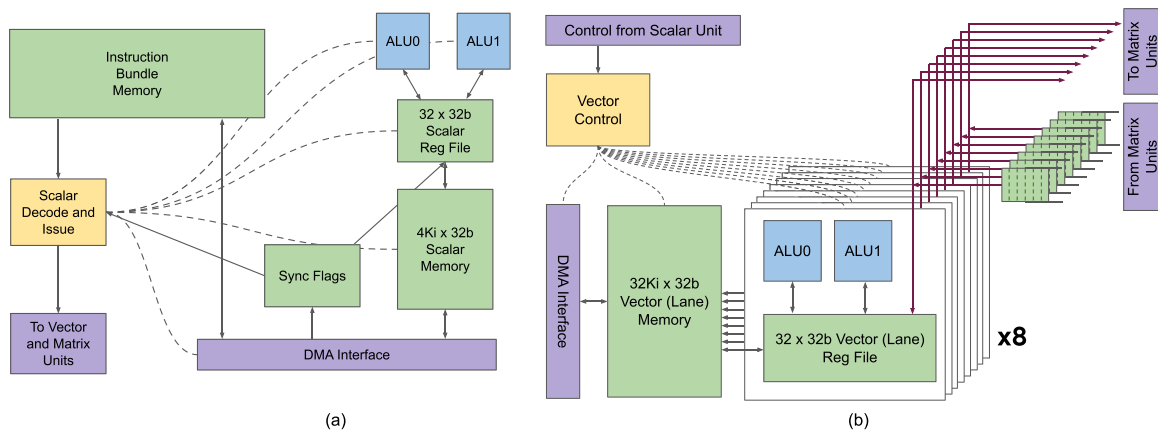 Instruction
Bundle
Memory
ALU0
ALU1
32 x 32b
Scalar
Reg File
Scalar
Decode and
Issue
4Ki x 32b
Scalar
Memory
Sync Flags
To Vector
and Matrix
Units
DMA Interface
(a)
Control from Scalar Unit
Vector
Control
To Matrix
Units
From Matrix
Units
DMA Interface
32Ki x 32b
Vector (Lane)
Memory
ALU0
ALU1
32 x 32b Vector (Lane)
Reg File
x8
(b)